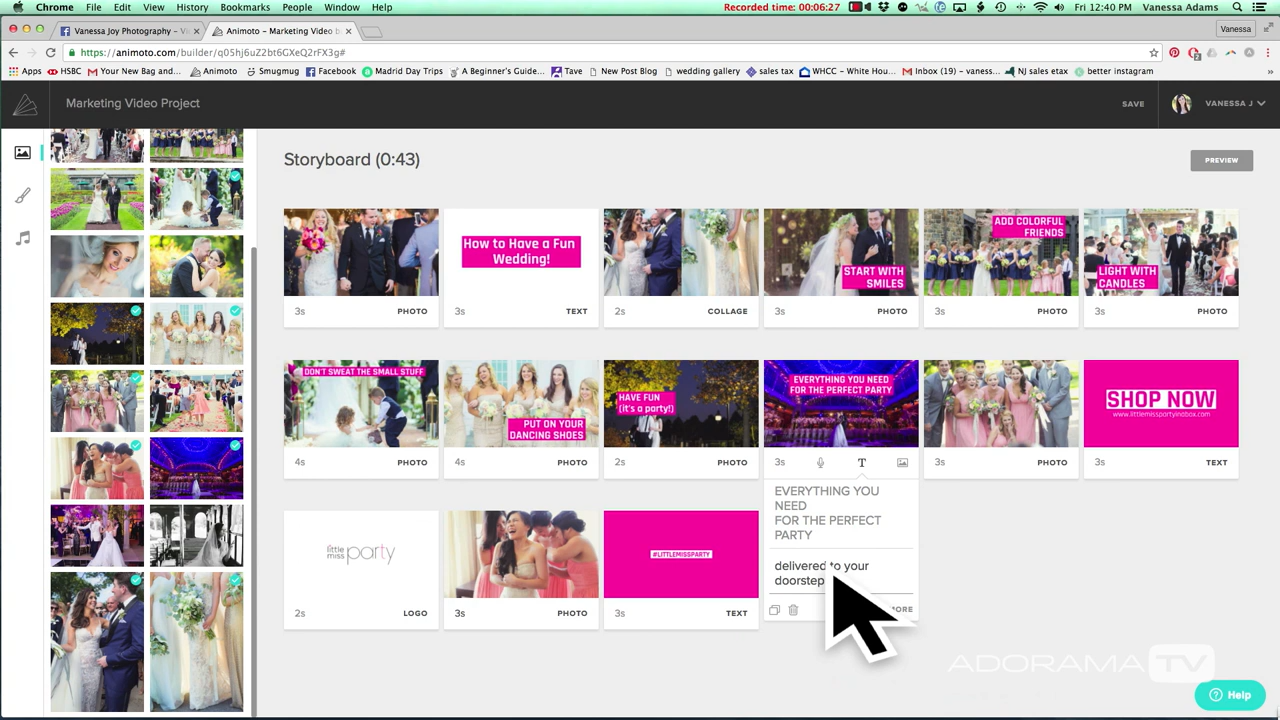 Chrome File Edit View History Bookmarks People Window Help Recorded time: 00:06:27 Fri 12:40 PM Vanessa Adams
Vanessa Joy Photography – V
Animoto – Marketing Video b
Vanessa
https://animoto.com/builder/q05hj6uZ2bt6GXeQ2rFX3g#
Apps HSBC Your New Bag and... Animoto Smugmug Facebook Madrid Day Trips A Beginner's Guide... Tave New Post Blog wedding gallery sales tax WHCC – White Hou... Inbox (19) – vaness... NJ sales etax better instagram »
Marketing Video Project
SAVE
VANESSA J
Storyboard (0:43)
PREVIEW
How to Have a Fun
Wedding!
START WITH
SMILES
ADD COLORFUL
FRIENDS
LIGHT WITH
CANDLES
3s PHOTO
3s TEXT
2s COLLAGE
3s PHOTO
3s PHOTO
3s PHOTO
DON'T SWEAT THE SMALL STUFF
PUT ON YOUR
DANCING SHOES
HAVE FUN
(it's a party!)
EVERYTHING YOU NEED
FOR THE PERFECT PARTY
SHOP NOW
www.littlemisspartyinabox.com
4s PHOTO
4s PHOTO
2s PHOTO
3s T
3s PHOTO
3s TEXT
EVERYTHING YOU
NEED
FOR THE PERFECT
PARTY
delivered to your
doorstep
ORE
little
miss party
#LITTLEMISSPARTY
2s LOGO
3s PHOTO
3s TEXT
ADORAMA TV
Help